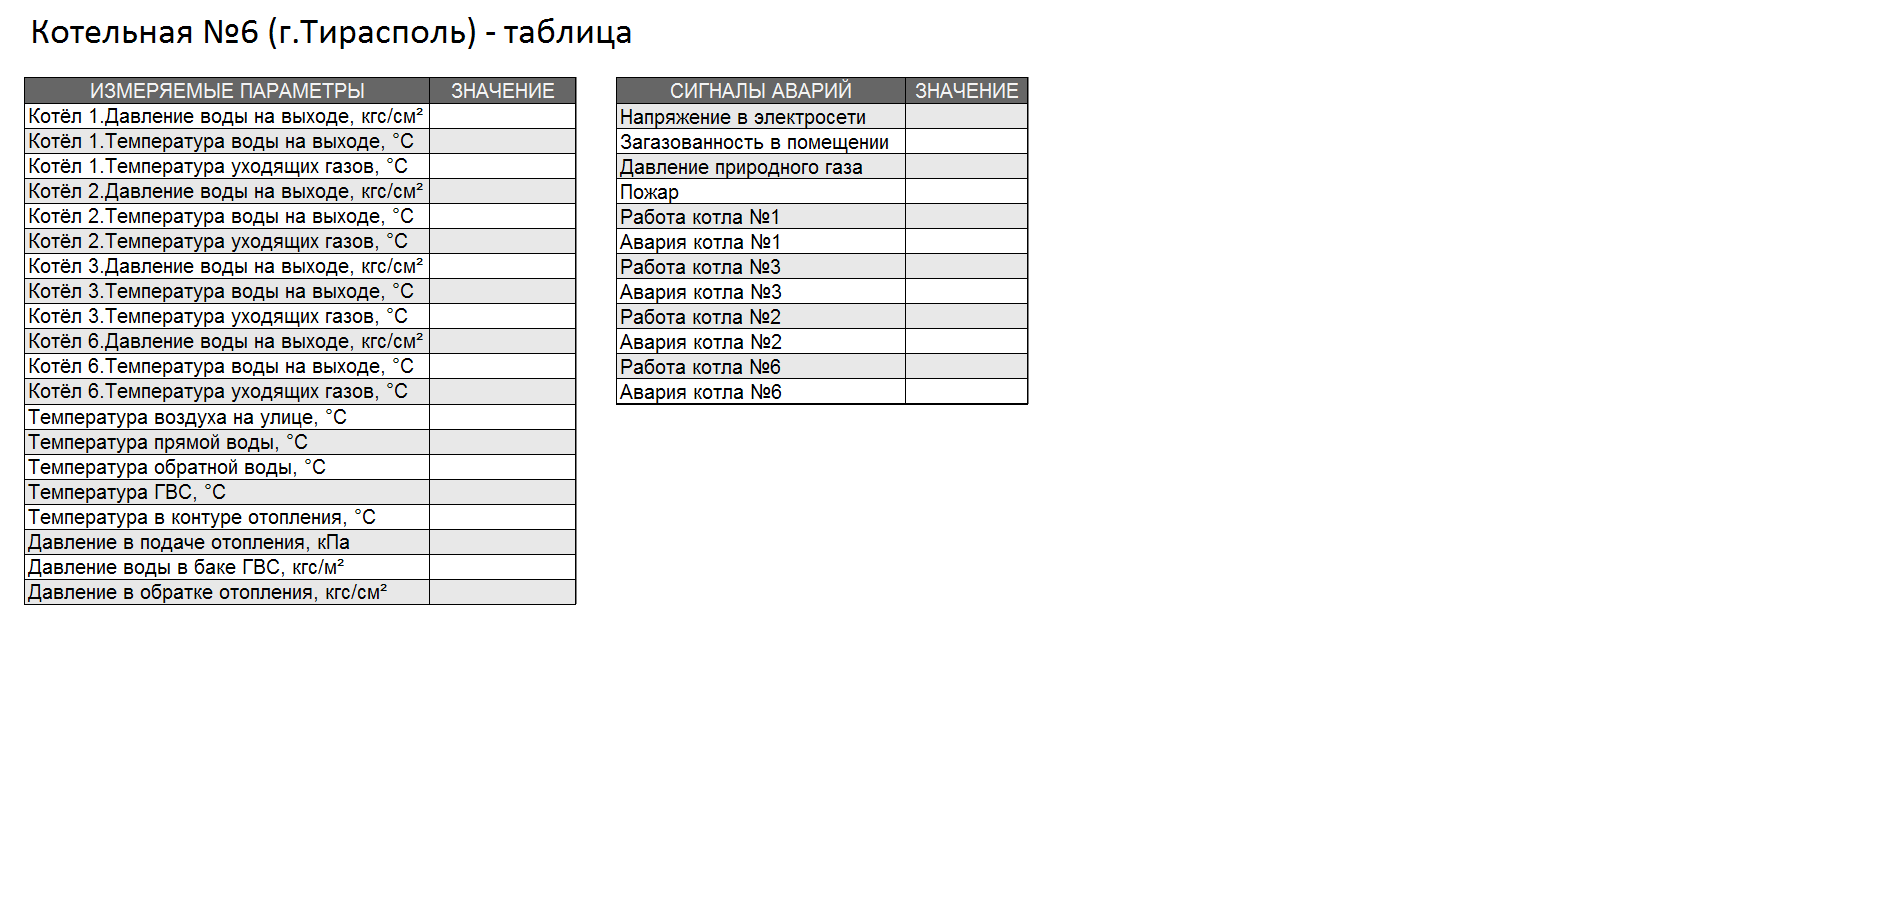 Котельная №6 (г.Тирасполь) - таблица
ИЗМЕРЯЕМЫЕ ПАРАМЕТРЫ ЗНАЧЕНИЕ
Котёл 1.Давление воды на выходе, кгс/см²
Котёл 1.Температура воды на выходе, °C
Котёл 1.Температура уходящих газов, °C
Котёл 2.Давление воды на выходе, кгс/см²
Котёл 2.Температура воды на выходе, °C
Котёл 2.Температура уходящих газов, °C
Котёл 3.Давление воды на выходе, кгс/см²
Котёл 3.Температура воды на выходе, °C
Котёл 3.Температура уходящих газов, °C
Котёл 6.Давление воды на выходе, кгс/см²
Котёл 6.Температура воды на выходе, °C
Котёл 6.Температура уходящих газов, °C
Температура воздуха на улице, °C
Температура прямой воды, °C
Температура обратной воды, °C
Температура ГВС, °C
Температура в контуре отопления, °C
Давление в подаче отопления, кПа
Давление воды в баке ГВС, кгс/м²
Давление в обратке отопления, кгс/см²
СИГНАЛЫ АВАРИЙ ЗНАЧЕНИЕ
Напряжение в электросети
Загазованность в помещении
Давление природного газа
Пожар
Работа котла №1
Авария котла №1
Работа котла №3
Авария котла №3
Работа котла №2
Авария котла №2
Работа котла №6
Авария котла №6